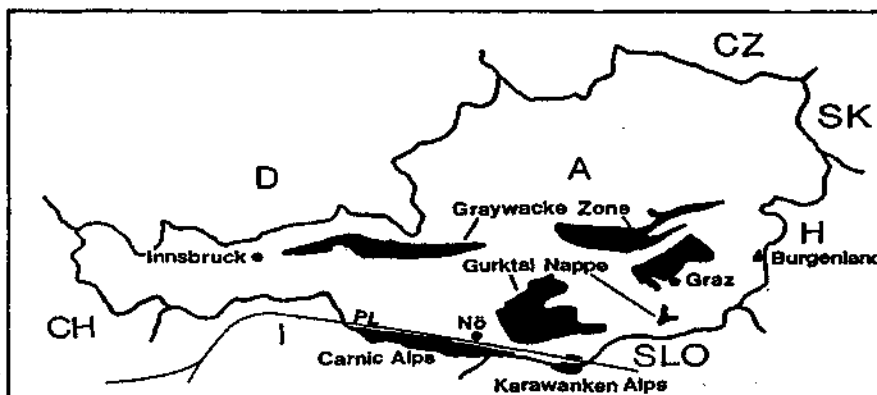 CZ
SK
D
A
Graywacke Zone
H
Innsbruck
Burgenland
Gurktal Nappe
Graz
CH
I
PL
Nö
SLO
Carnic Alps
Karawanken Alps